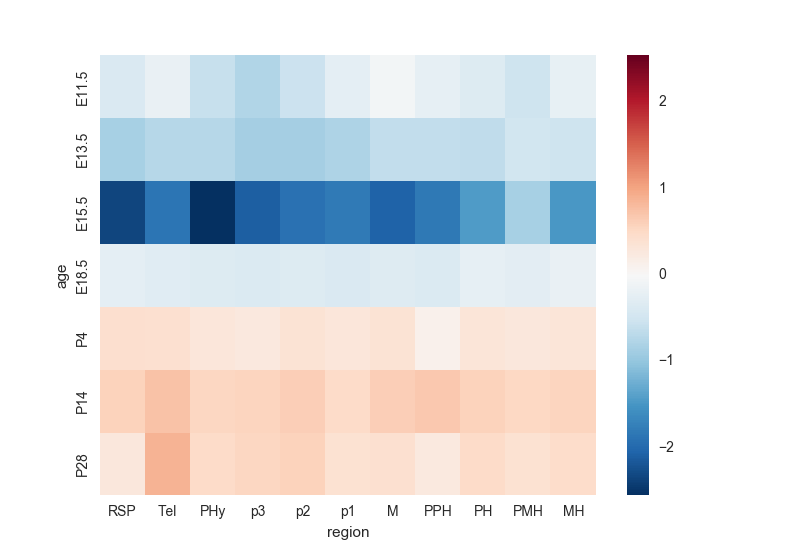 age
E11.5
E13.5
E15.5
E18.5
P4
P14
P28
RSP Tel PHy p3 p2 p1 M PPH PH PMH MH
region
2
1
0
−1
−2